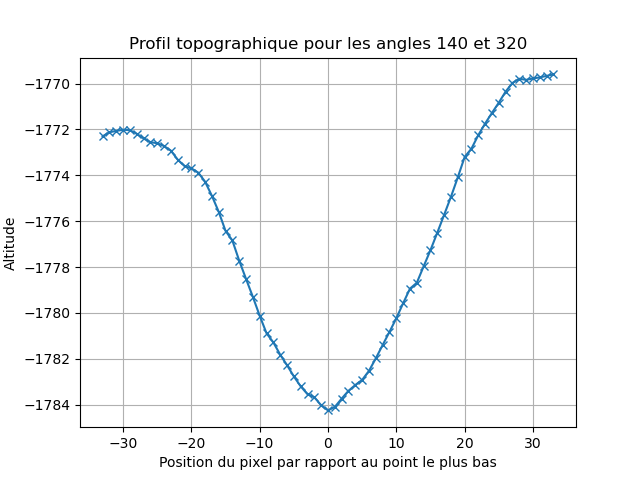 Profil topographique pour les angles 140 et 320
−1770
−1772
−1774
−1776
−1778
−1780
−1782
−1784
Altitude
−30 −20 −10 0 10 20 30
Position du pixel par rapport au point le plus bas